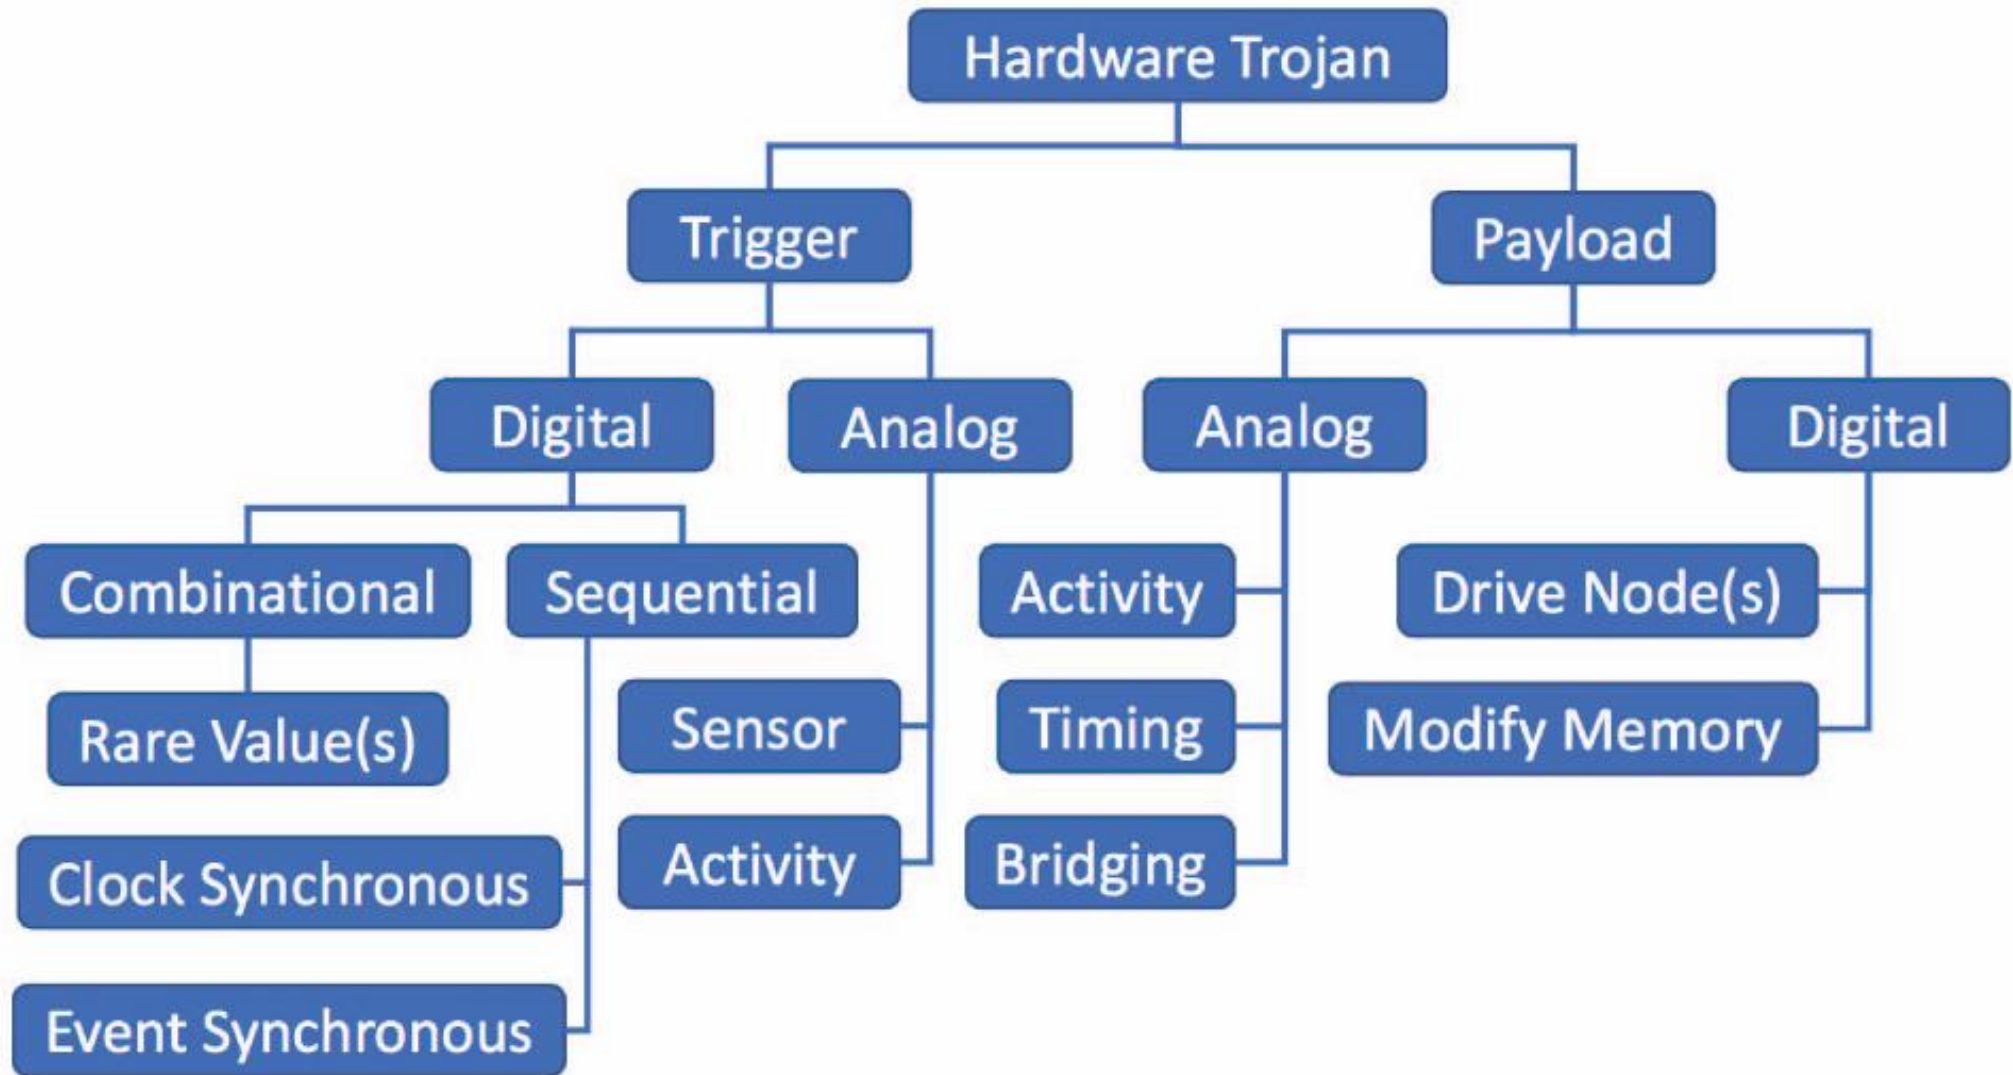 Hardware Trojan
Trigger
Payload
Digital
Analog
Analog
Digital
Combinational
Sequential
Activity
Drive Node(s)
Rare Value(s)
Sensor
Timing
Modify Memory
Clock Synchronous
Activity
Bridging
Event Synchronous